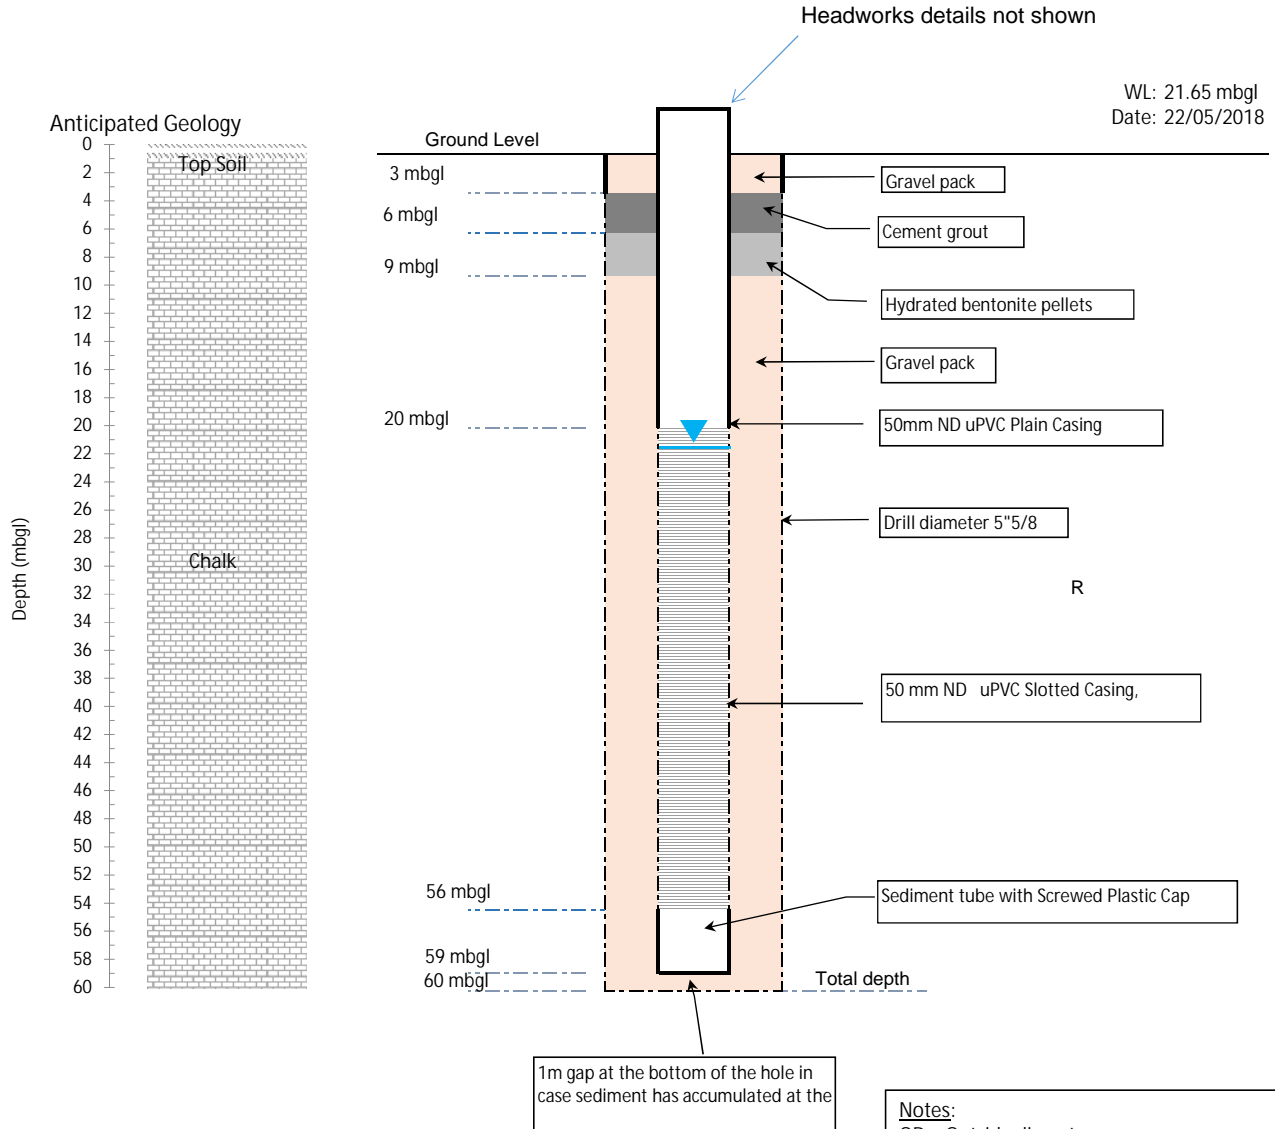 Headworks details not shown
WL: 21.65 mbgl
Date: 22/05/2018
Anticipated Geology
Ground Level
0
Top Soil
2
3 mbgl
Gravel pack
4
6 mbgl
Cement grout
6
8
9 mbgl
10
Hydrated bentonite pellets
12
14
Gravel pack
16
18
20 mbgl
50mm ND uPVC Plain Casing
20
22
24
26
Drill diameter 5"5/8
28
Depth (mbgl)
Chalk
30
R
32
34
36
38
50 mm ND uPVC Slotted Casing,
40
42
44
46
48
50
52
56 mbgl
Sediment tube with Screwed Plastic Cap
54
56
59 mbgl
58
60 mbgl
Total depth
60
1m gap at the bottom of the hole in
case sediment has accumulated at the
Notes: